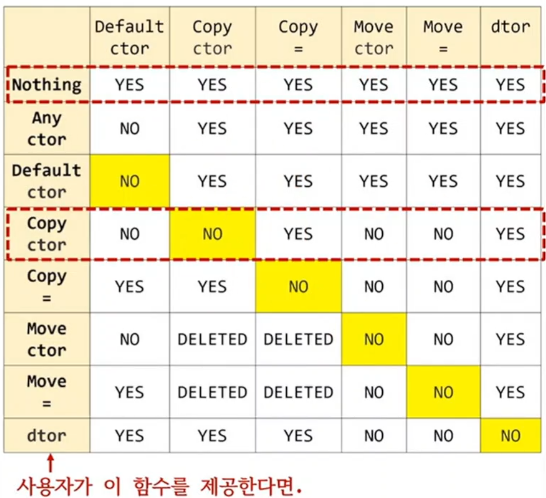 Default Copy Copy Move Move dtor
ctor ctor = ctor =
Nothing YES YES YES YES YES YES
Any ctor NO YES YES YES YES YES
Default ctor NO YES YES YES YES YES
Copy ctor NO NO YES NO NO YES
Copy = YES YES NO NO NO YES
Move ctor NO DELETED DELETED NO NO YES
Move = YES DELETED DELETED NO NO YES
dtor YES YES YES NO NO NO
사용자가 이 함수를 제공한다면.